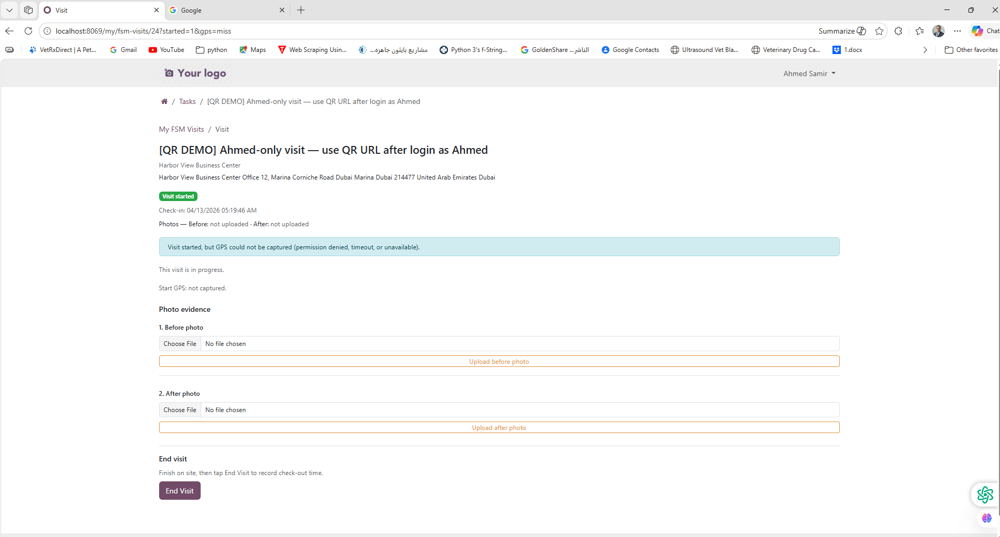 Visit
Google
localhost:8069/my/fsm-visits/24?started=1&gps=miss
Summarize
Chat
VetRxDirect | A Pet...
Gmail
YouTube
python
Maps
Web Scraping Usin...
مشاريع بايثون جاهزه...
Python 3's f-String...
GoldenShare ...الناشر
Google Contacts
Ultrasound Vet Bla...
Veterinary Drug Ca...
1.docx
Other favorites
Your logo
Ahmed Samir
/ Tasks / [QR DEMO] Ahmed-only visit — use QR URL after login as Ahmed
My FSM Visits / Visit
[QR DEMO] Ahmed-only visit — use QR URL after login as Ahmed
Harbor View Business Center
Harbor View Business Center Office 12, Marina Corniche Road Dubai Marina Dubai 214477 United Arab Emirates Dubai
Visit started
Check-in: 04/13/2026 05:19:46 AM
Photos — Before: not uploaded · After: not uploaded
Visit started, but GPS could not be captured (permission denied, timeout, or unavailable).
This visit is in progress.
Start GPS: not captured.
Photo evidence
1. Before photo
Choose File No file chosen
Upload before photo
2. After photo
Choose File No file chosen
Upload after photo
End visit
Finish on site, then tap End Visit to record check-out time.
End Visit